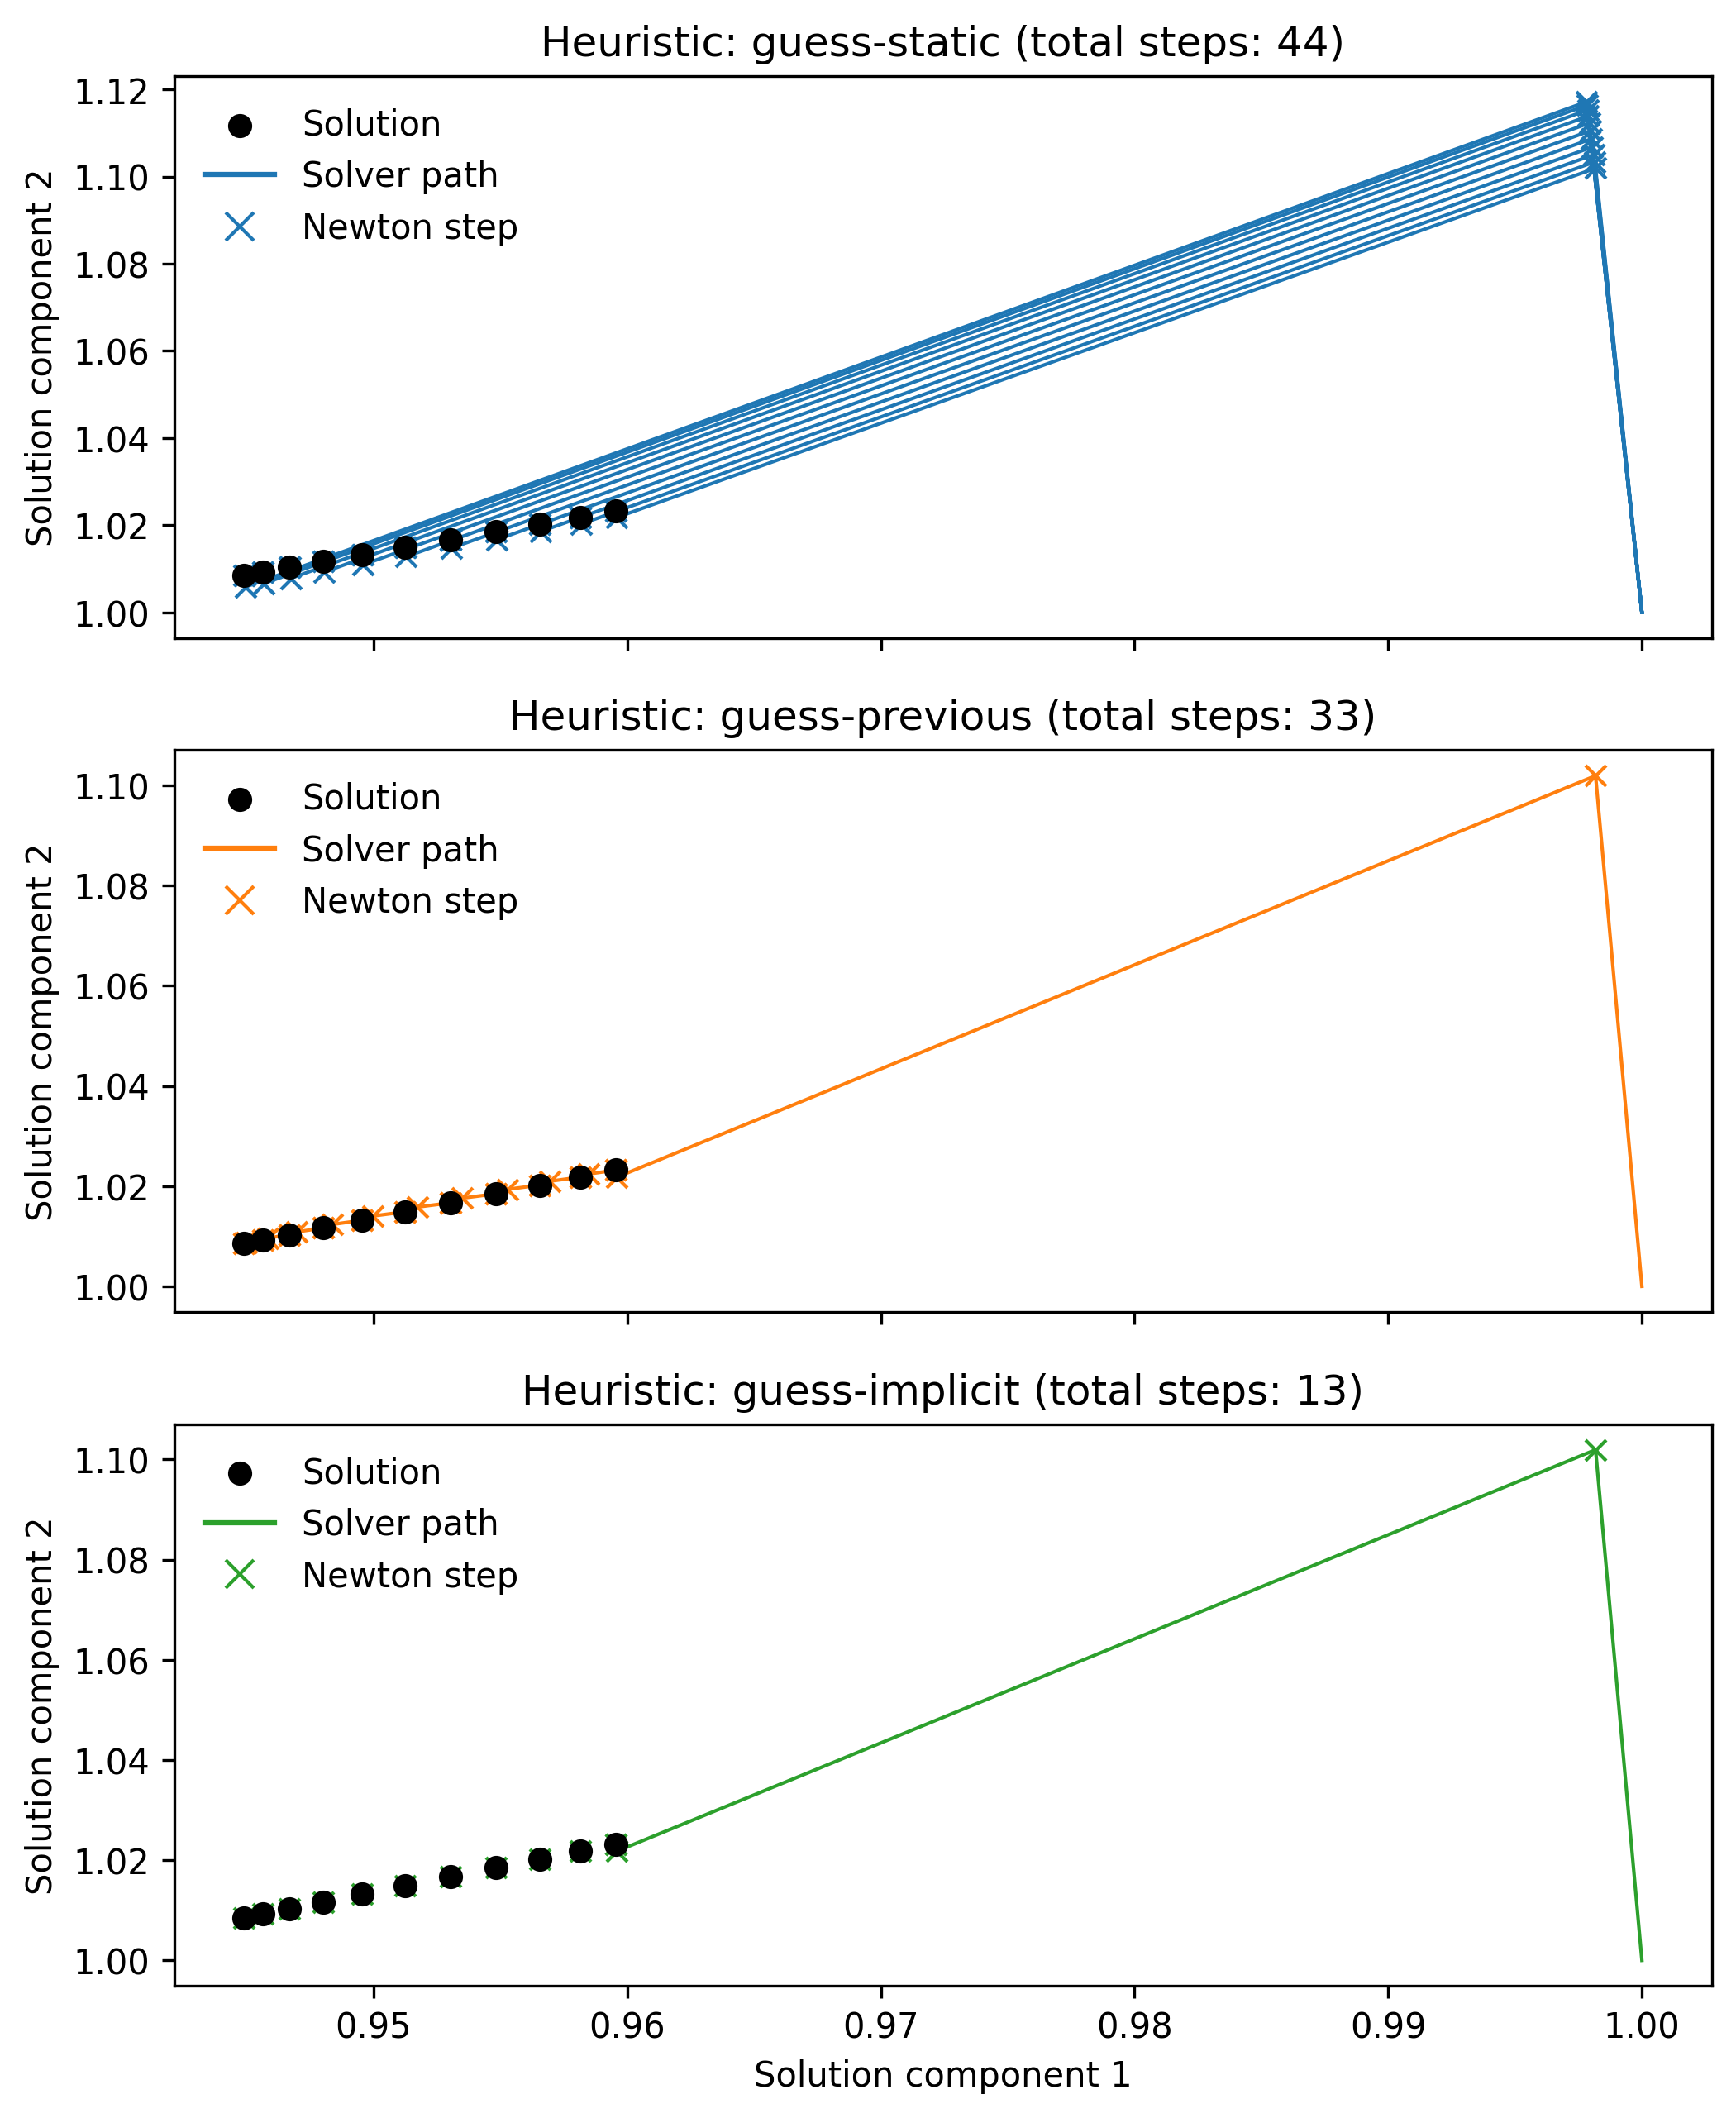 Heuristic: guess-static (total steps: 44)
1.12
1.10
1.08
1.06
1.04
1.02
1.00
Solution component 2
Solution
Solver path
Newton step
Heuristic: guess-previous (total steps: 33)
1.10
1.08
1.06
1.04
1.02
1.00
Solution component 2
Solution
Solver path
Newton step
Heuristic: guess-implicit (total steps: 13)
1.10
1.08
1.06
1.04
1.02
1.00
Solution component 2
Solution
Solver path
Newton step
0.95 0.96 0.97 0.98 0.99 1.00
Solution component 1